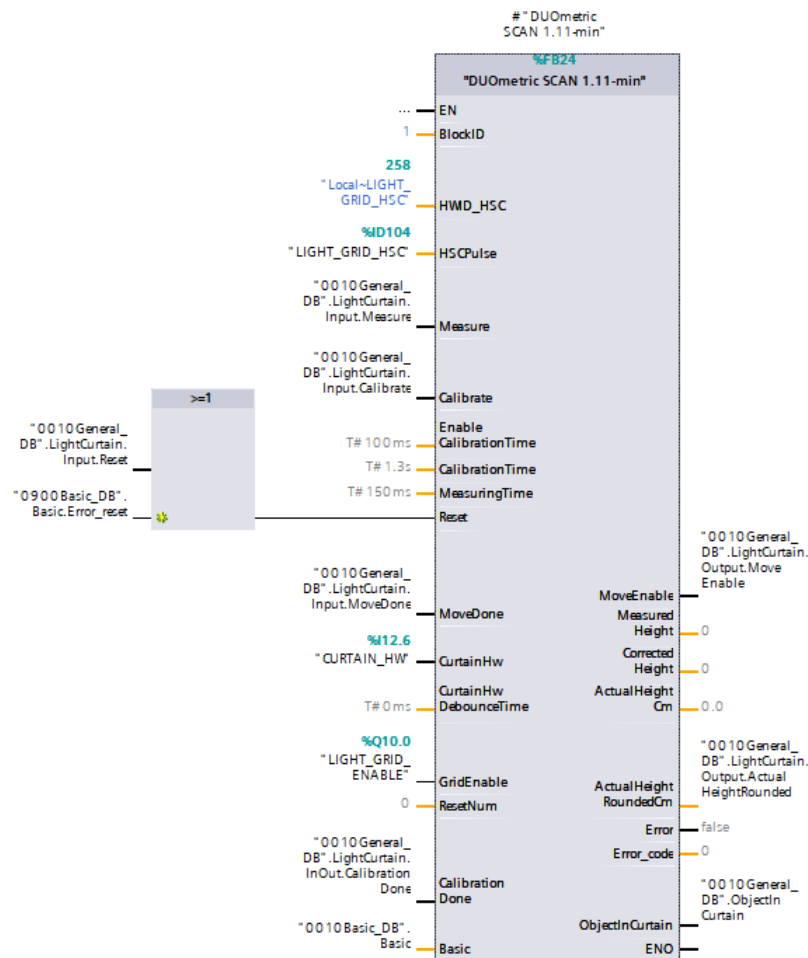 #"DUOmetric
SCAN 1.11-min"
%FB24
"DUOmetric SCAN 1.11-min"
... EN
1 BlockID
258
"Local~LIGHT_
GRID_HSC" HWID_HSC
%ID104
"LIGHT_GRID_HSC" HSCPulse
"0010General_
DB".LightCurtain.
Input.Measure Measure
"0010General_
DB".LightCurtain.
Input.Calibrate Calibrate
>=1
Enable
T#100ms CalibrationTime
T#1.3s CalibrationTime
T#150ms MeasuringTime
"0010General_
DB".LightCurtain.
Input.Reset
"0900Basic_DB".
Basic.Error_reset
Reset
"0010General_
DB".LightCurtain.
Input.MoveDone MoveDone
%I12.6
"CURTAIN_HW" CurtainHw
CurtainHw
T#0ms DebounceTime
%Q10.0
"LIGHT_GRID_
ENABLE" GridEnable
0 ResetNum
"0010General_
DB".LightCurtain.
InOut.Calibration
Done
Calibration
Done
"0010Basic_DB".
Basic Basic
"0010General_
DB".LightCurtain.
Output.Move
Enable
MoveEnable
Measured
Height 0
Corrected
Height 0
ActualHeight
Cm 0.0
"0010General_
DB".LightCurtain.
Output.Actual
HeightRounded
ActualHeight
RoundedCm
Error false
Error_code 0
"0010General_
DB".ObjectIn
Curtain
ObjectInCurtain
ENO